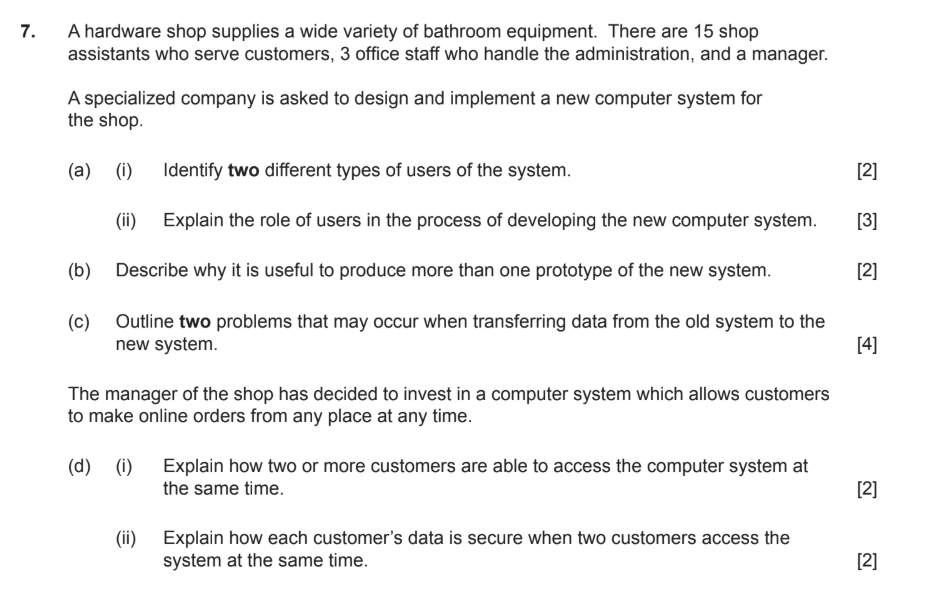 7. A hardware shop supplies a wide variety of bathroom equipment. There are 15 shop
assistants who serve customers, 3 office staff who handle the administration, and a manager.
A specialized company is asked to design and implement a new computer system for
the shop.
(a) (i) Identify two different types of users of the system. [2]
(ii) Explain the role of users in the process of developing the new computer system. [3]
(b) Describe why it is useful to produce more than one prototype of the new system. [2]
(c) Outline two problems that may occur when transferring data from the old system to the
new system. [4]
The manager of the shop has decided to invest in a computer system which allows customers
to make online orders from any place at any time.
(d) (i) Explain how two or more customers are able to access the computer system at
the same time. [2]
(ii) Explain how each customer's data is secure when two customers access the
system at the same time. [2]